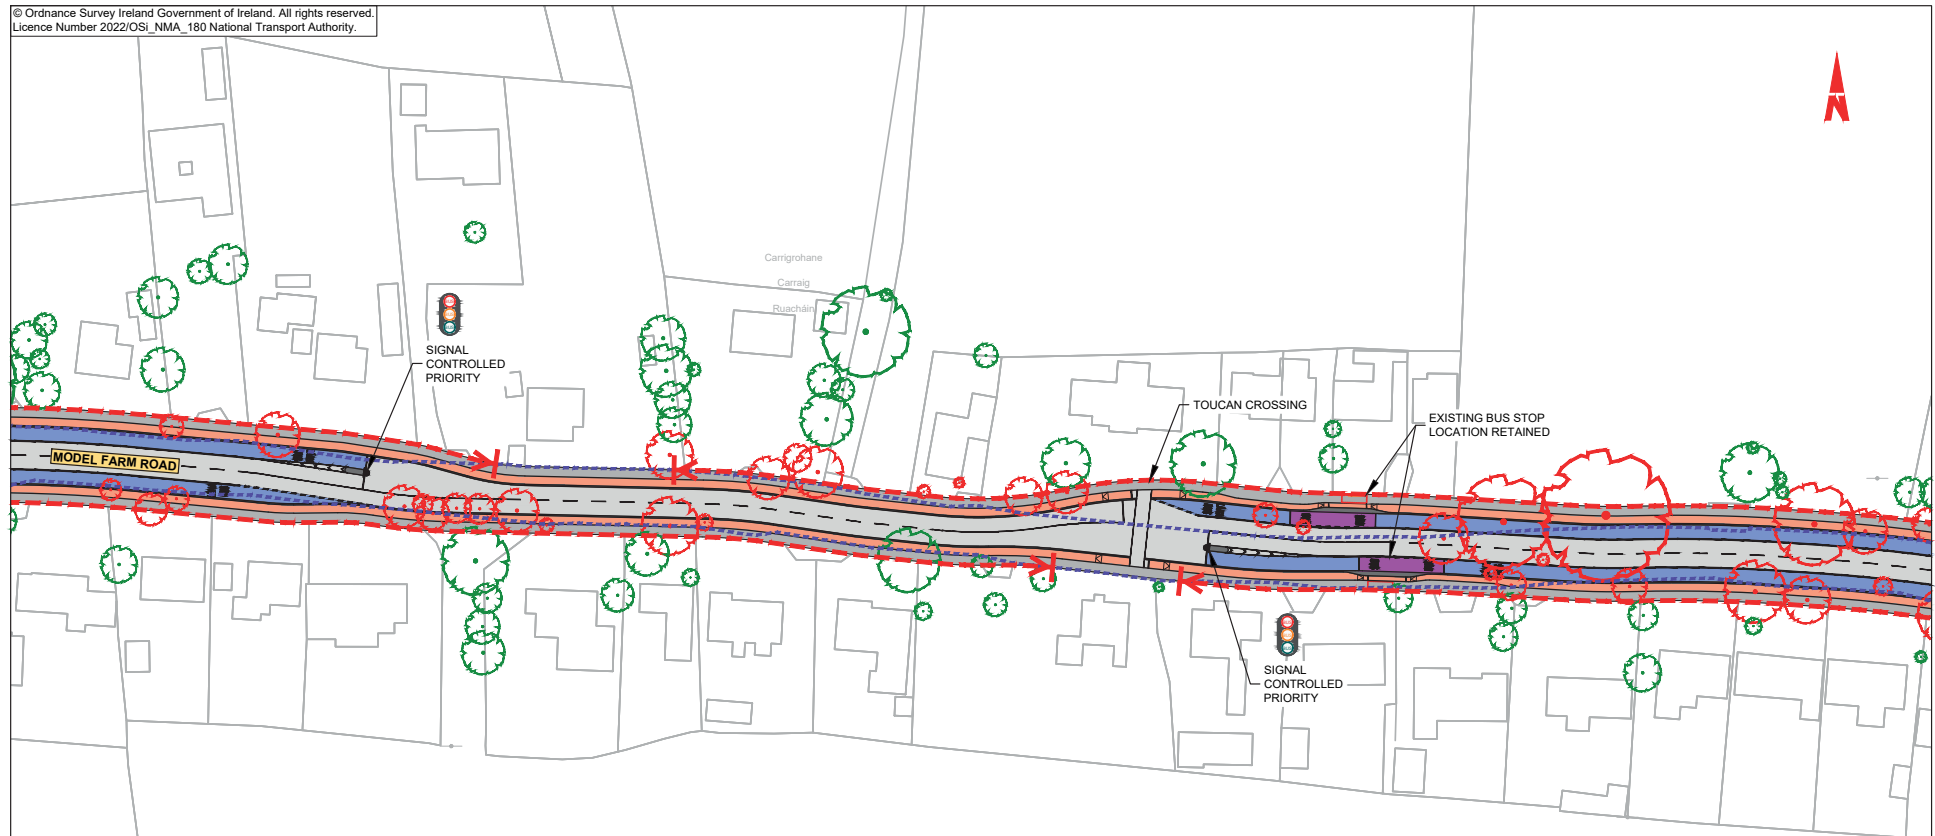 © Ordnance Survey Ireland Government of Ireland. All rights reserved.
Licence Number 2022/OSi_NMA_180 National Transport Authority.
N
Carrigrohane
Carraig
Ruacháin
SIGNAL
CONTROLLED
PRIORITY
TOUCAN CROSSING
EXISTING BUS STOP
LOCATION RETAINED
MODEL FARM ROAD
SIGNAL
CONTROLLED
PRIORITY